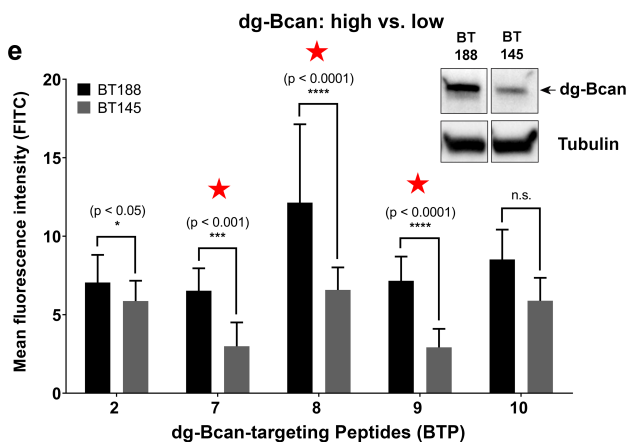 dg-Bcan: high vs. low
e
BT
188
BT
145
dg-Bcan
Tubulin
BT188
BT145
Mean fluorescence intensity (FITC)
20
15
10
5
0
(p < 0.05)
*
(p < 0.001)
***
(p < 0.0001)
****
(p < 0.0001)
****
n.s.
2
7
8
9
10
dg-Bcan-targeting Peptides (BTP)